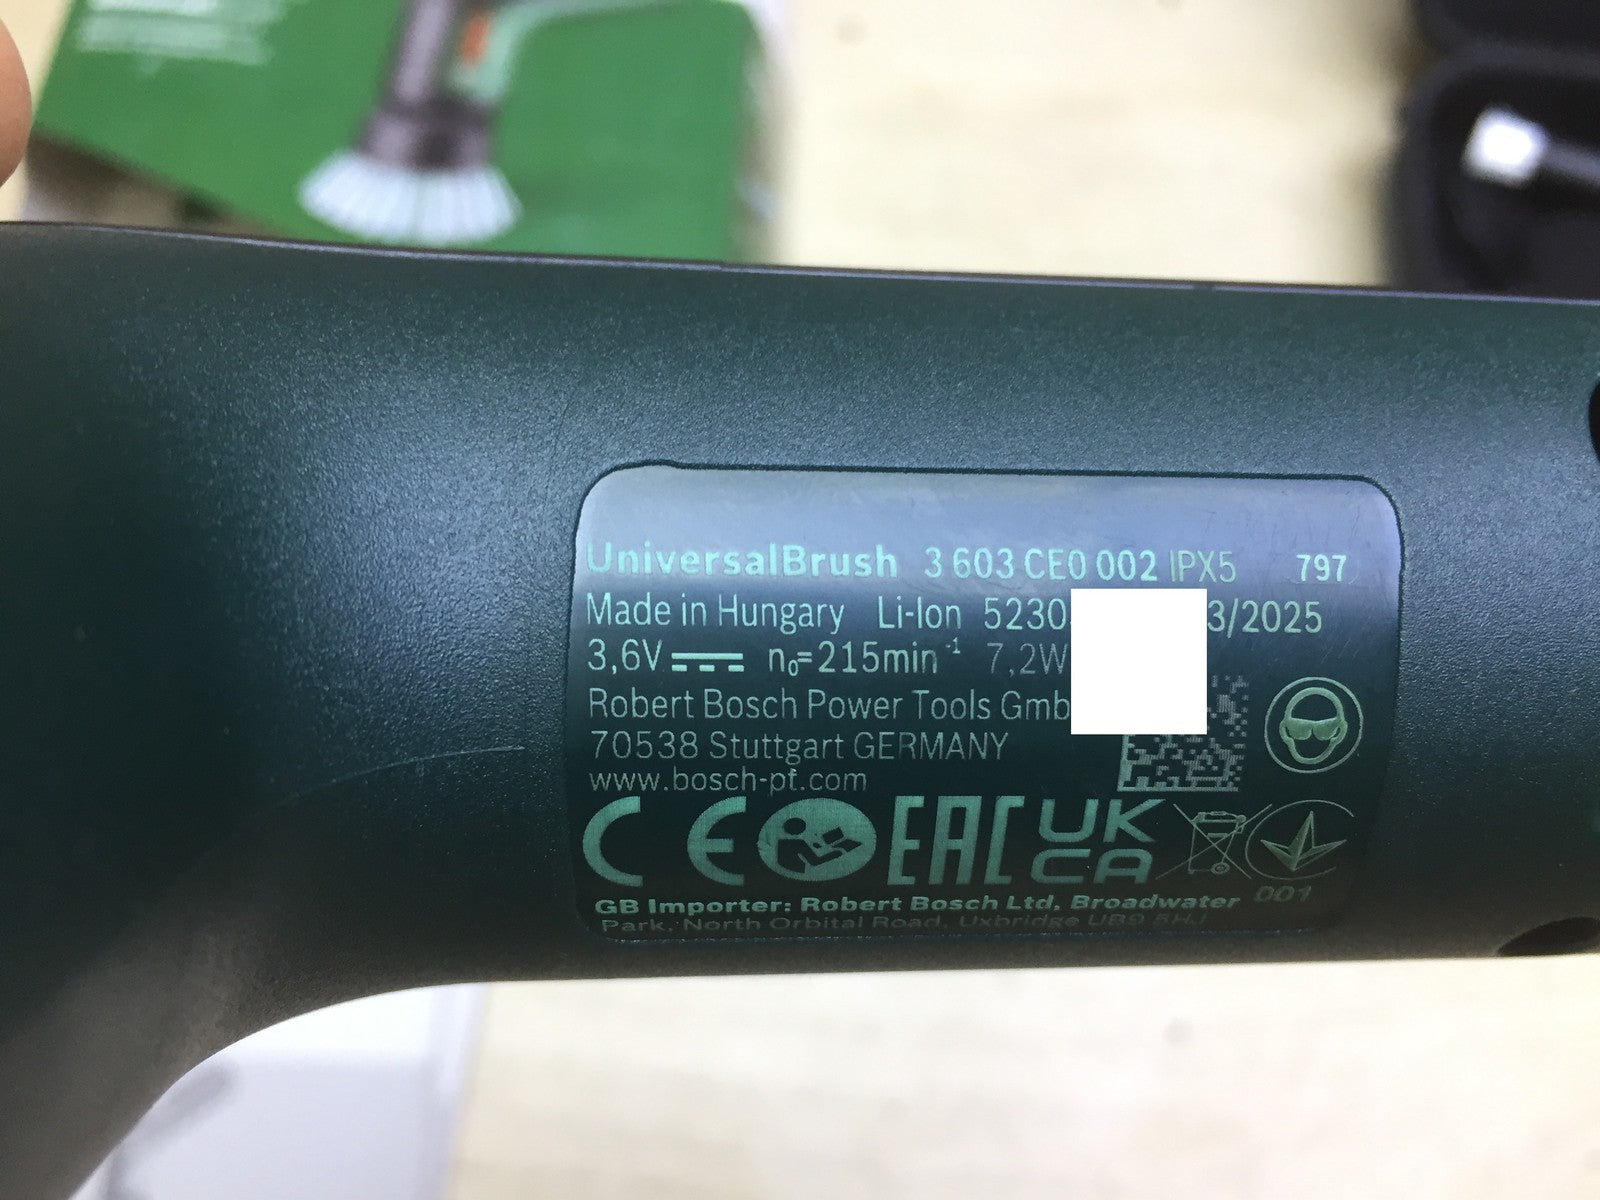 UniversalBrush 3 603 CE0 002 IPX5 797
Made in Hungary Li-Ion 5230 3/2025
3,6V n₀=215min⁻¹ 7,2W
Robert Bosch Power Tools Gmb
70538 Stuttgart GERMANY
www.bosch-pt.com
CE EAC UK CA
001
GB Importer: Robert Bosch Ltd, Broadwater
Park, North Orbital Road, Uxbridge UB9 5HJ